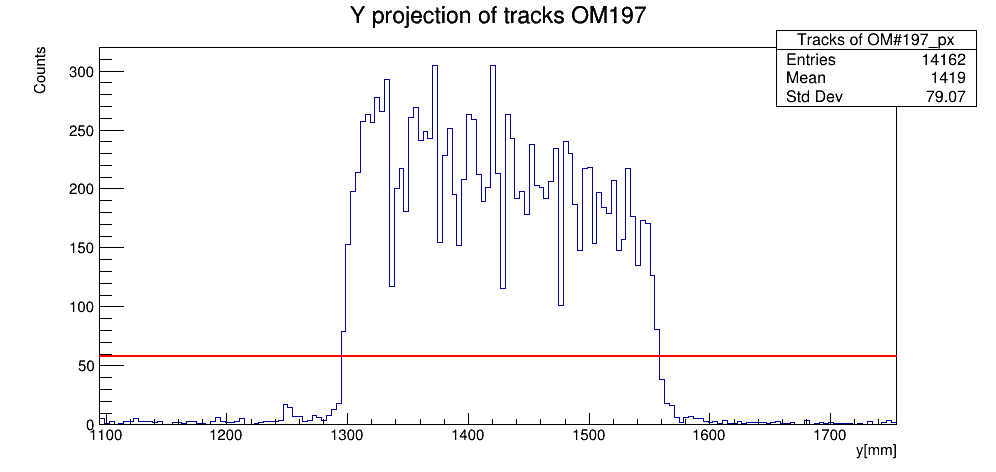 Y projection of tracks OM197
Tracks of OM#197_px
Entries 14162
Mean 1419
Std Dev 79.07
Counts
300
250
200
150
100
50
0
1100 1200 1300 1400 1500 1600 1700
y[mm]